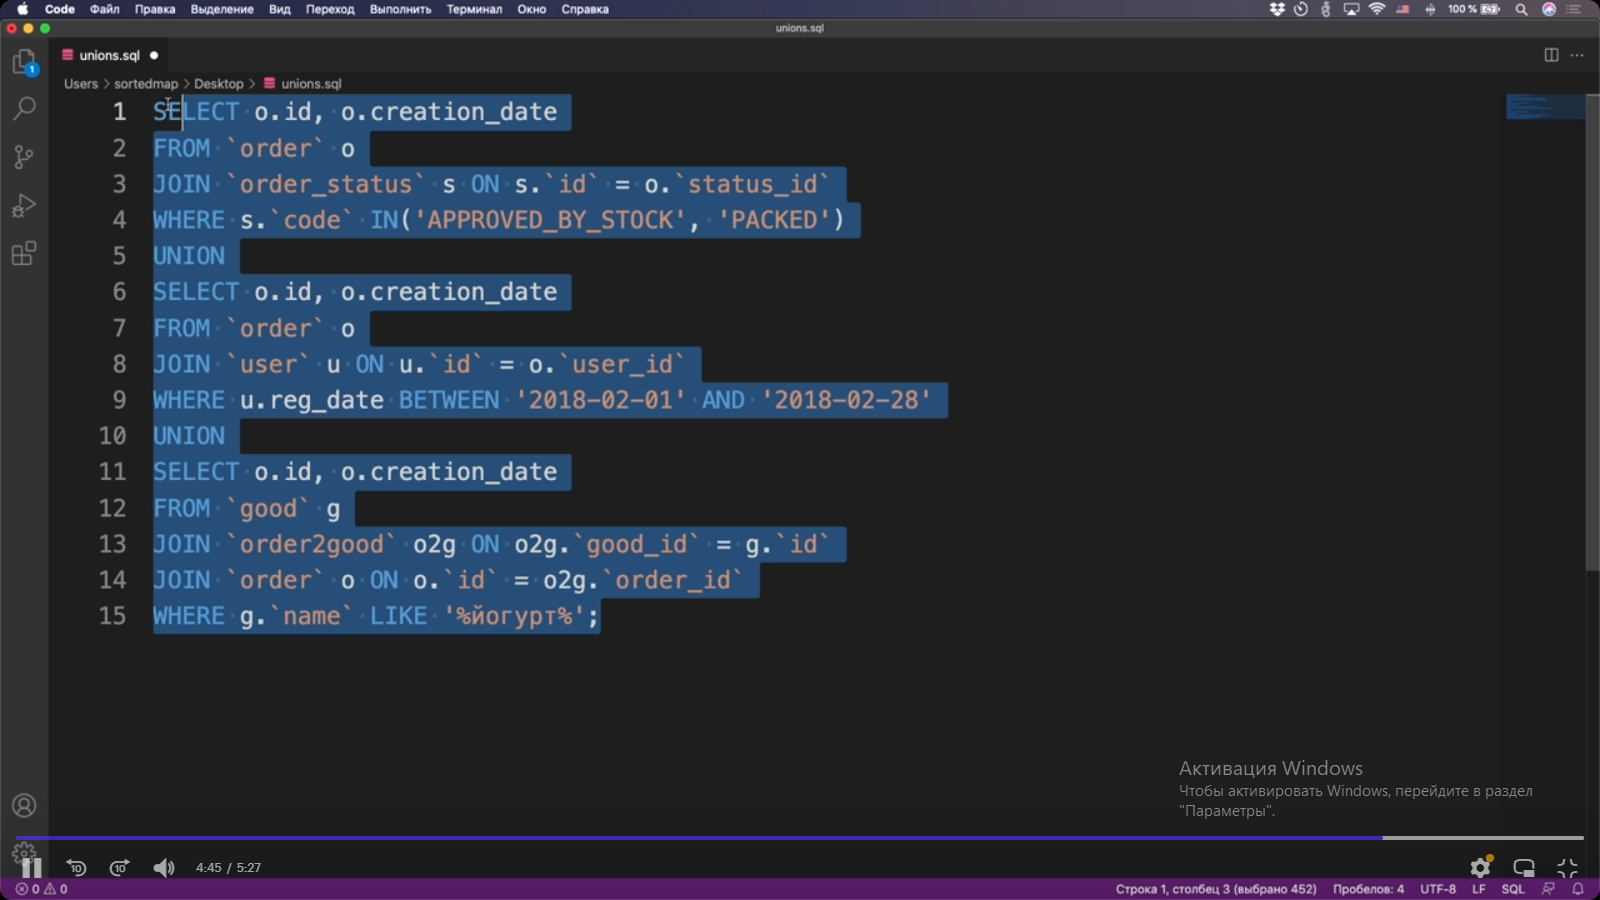 Code Файл Правка Выделение Вид Переход Выполнить Терминал Окно Справка 100 %
unions.sql
1
unions.sql
Users > sortedmap > Desktop > unions.sql
1 SELECT o.id, o.creation_date
2 FROM `order` o
3 JOIN `order_status` s ON s.`id` = o.`status_id`
4 WHERE s.`code` IN('APPROVED_BY_STOCK', 'PACKED')
5 UNION
6 SELECT o.id, o.creation_date
7 FROM `order` o
8 JOIN `user` u ON u.`id` = o.`user_id`
9 WHERE u.reg_date BETWEEN '2018-02-01' AND '2018-02-28'
10 UNION
11 SELECT o.id, o.creation_date
12 FROM `good` g
13 JOIN `order2good` o2g ON o2g.`good_id` = g.`id`
14 JOIN `order` o ON o.`id` = o2g.`order_id`
15 WHERE g.`name` LIKE '%йогурт%';
Активация Windows
Чтобы активировать Windows, перейдите в раздел
"Параметры".
10 10 4:45 / 5:27
0 0 Строка 1, столбец 3 (выбрано 452) Пробелов: 4 UTF-8 LF SQL